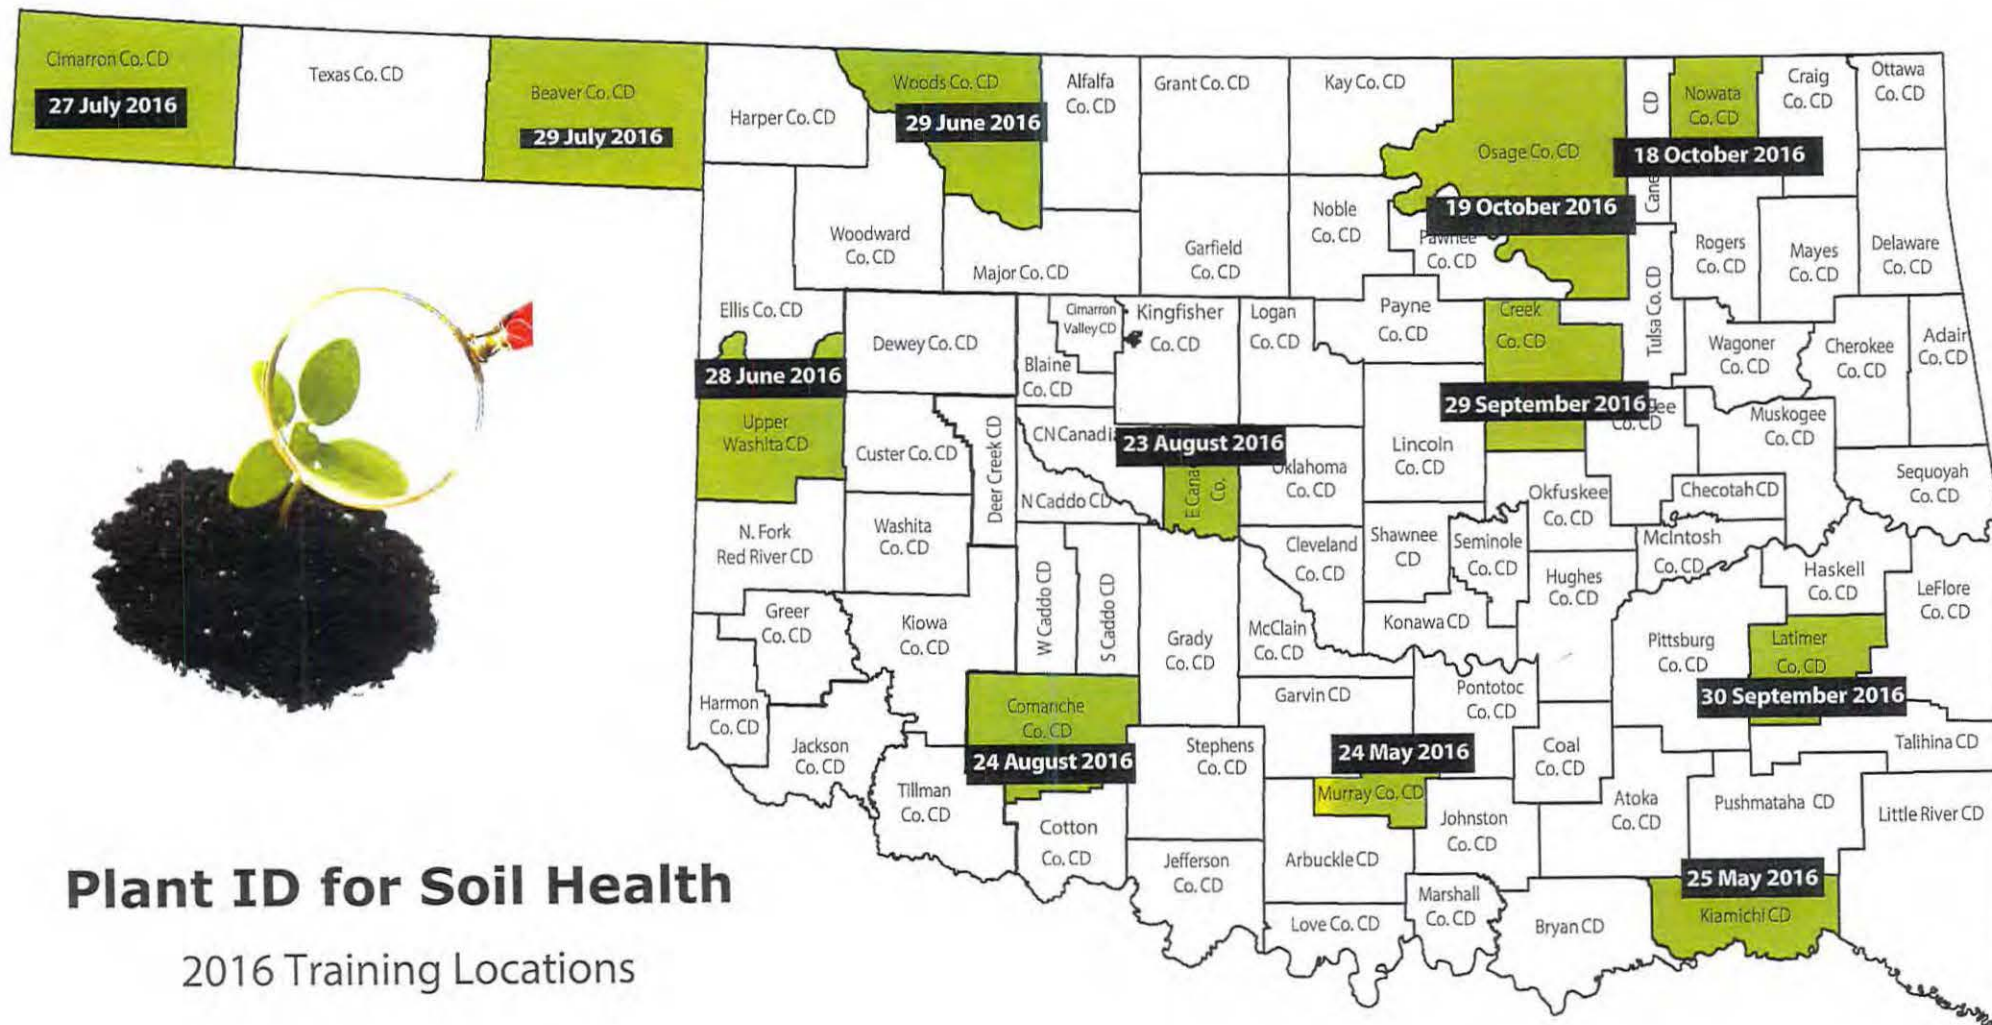 Cimarron Co. CD
27 July 2016
Texas Co. CD
Beaver Co. CD
29 July 2016
Harper Co. CD
Woods Co. CD
29 June 2016
Alfalfa
Co. CD
Grant Co. CD
Kay Co. CD
Osage Co. CD
19 October 2016
CD
Cane
Nowata
Co. CD
18 October 2016
Craig
Co. CD
Ottawa
Co. CD
Woodward
Co. CD
Major Co. CD
Garfield
Co. CD
Noble
Co. CD
Pawnee
Co. CD
Tulsa Co. CD
Rogers
Co. CD
Mayes
Co. CD
Delaware
Co. CD
Ellis Co. CD
28 June 2016
Upper
Washita CD
Dewey Co. CD
Cimarron
Valley CD
Blaine
Co. CD
Kingfisher
Co. CD
Logan
Co. CD
Payne
Co. CD
Creek
Co. CD
29 September 2016
gee
Co. CD
Wagoner
Co. CD
Cherokee
Co. CD
Adair
Co. CD
Muskogee
Co. CD
Custer Co. CD
Deer Creek CD
CN Canadi
23 August 2016
E Cana
Co.
N Caddo CD
Oklahoma
Co. CD
Lincoln
Co. CD
Okfuskee
Co. CD
Checotah CD
Sequoyah
Co. CD
N. Fork
Red River CD
Washita
Co. CD
Cleveland
Co. CD
Shawnee
CD
Seminole
Co. CD
Hughes
Co. CD
McIntosh
Co. CD
Haskell
Co. CD
LeFlore
Co. CD
Greer
Co. CD
Kiowa
Co. CD
W Caddo CD
S Caddo CD
Grady
Co. CD
McClain
Co. CD
Konawa CD
Pittsburg
Co. CD
Latimer
Co. CD
30 September 2016
Harmon
Co. CD
Jackson
Co. CD
Comanche
Co. CD
24 August 2016
Garvin CD
Pontotoc
Co. CD
Talihina CD
Tillman
Co. CD
Stephens
Co. CD
24 May 2016
Murray Co. CD
Coal
Co. CD
Atoka
Co. CD
Pushmataha CD
Little River CD
Cotton
Co. CD
Jefferson
Co. CD
Arbuckle CD
Johnston
Co. CD
Love Co. CD
Marshall
Co. CD
Bryan CD
25 May 2016
Kiamichi CD
Plant ID for Soil Health
2016 Training Locations